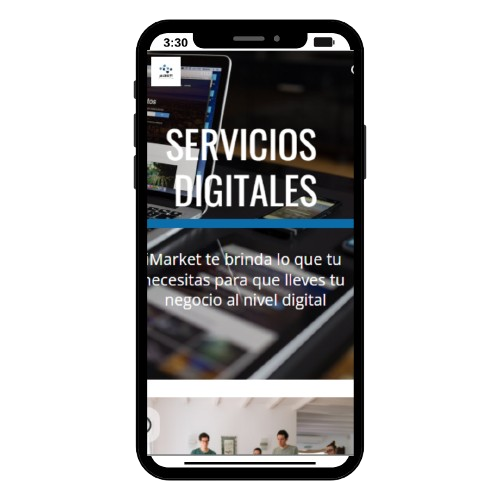 3:30
SERVICIOS
DIGITALES
iMarket te brinda lo que tu
necesitas para que lleves tu
negocio al nivel digital